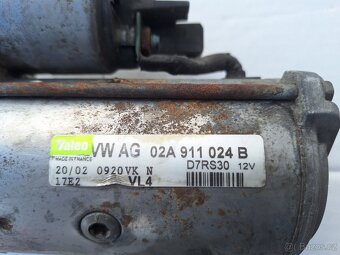 Valeo VW AG 02A 911 024 B
MADE IN FRANCE D7RS30 12V
20/02 0920VK N
17E2 VL4